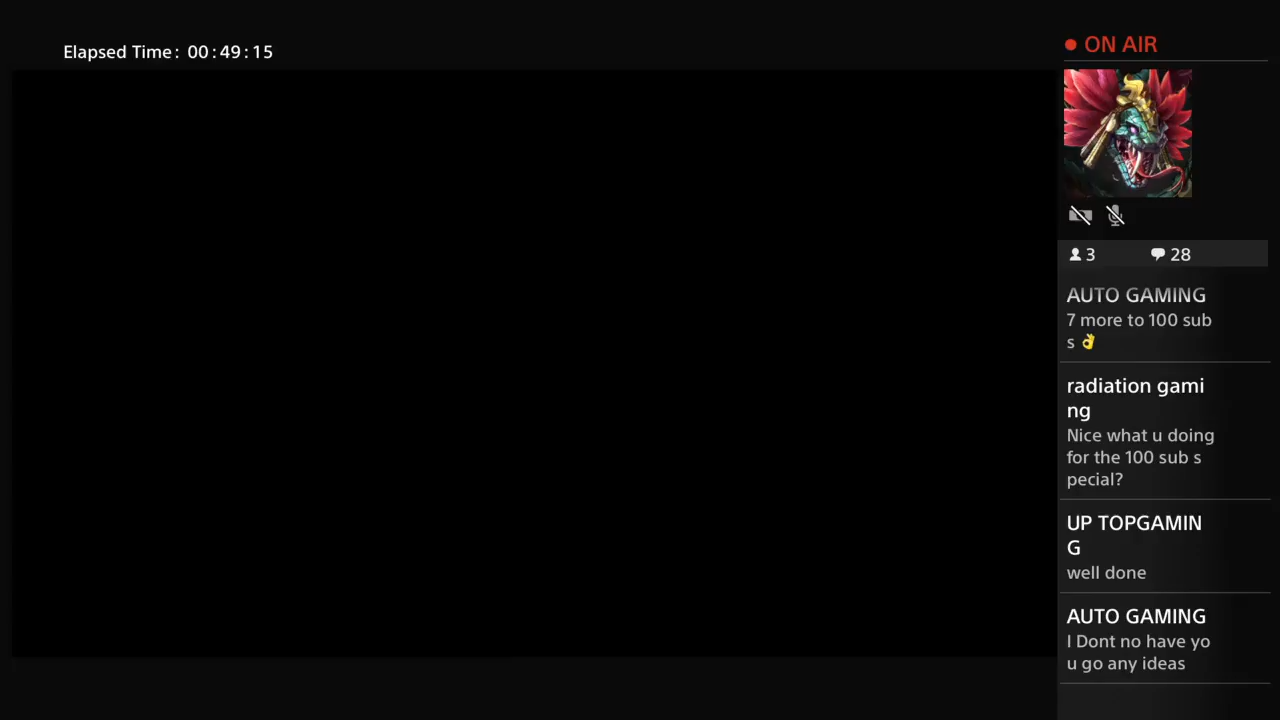 Elapsed Time: 00:49:15
ON AIR
3 28
AUTO GAMING
7 more to 100 sub
s 👌
radiation gami
ng
Nice what u doing
for the 100 sub s
pecial?
UP TOPGAMIN
G
well done
AUTO GAMING
I Dont no have yo
u go any ideas